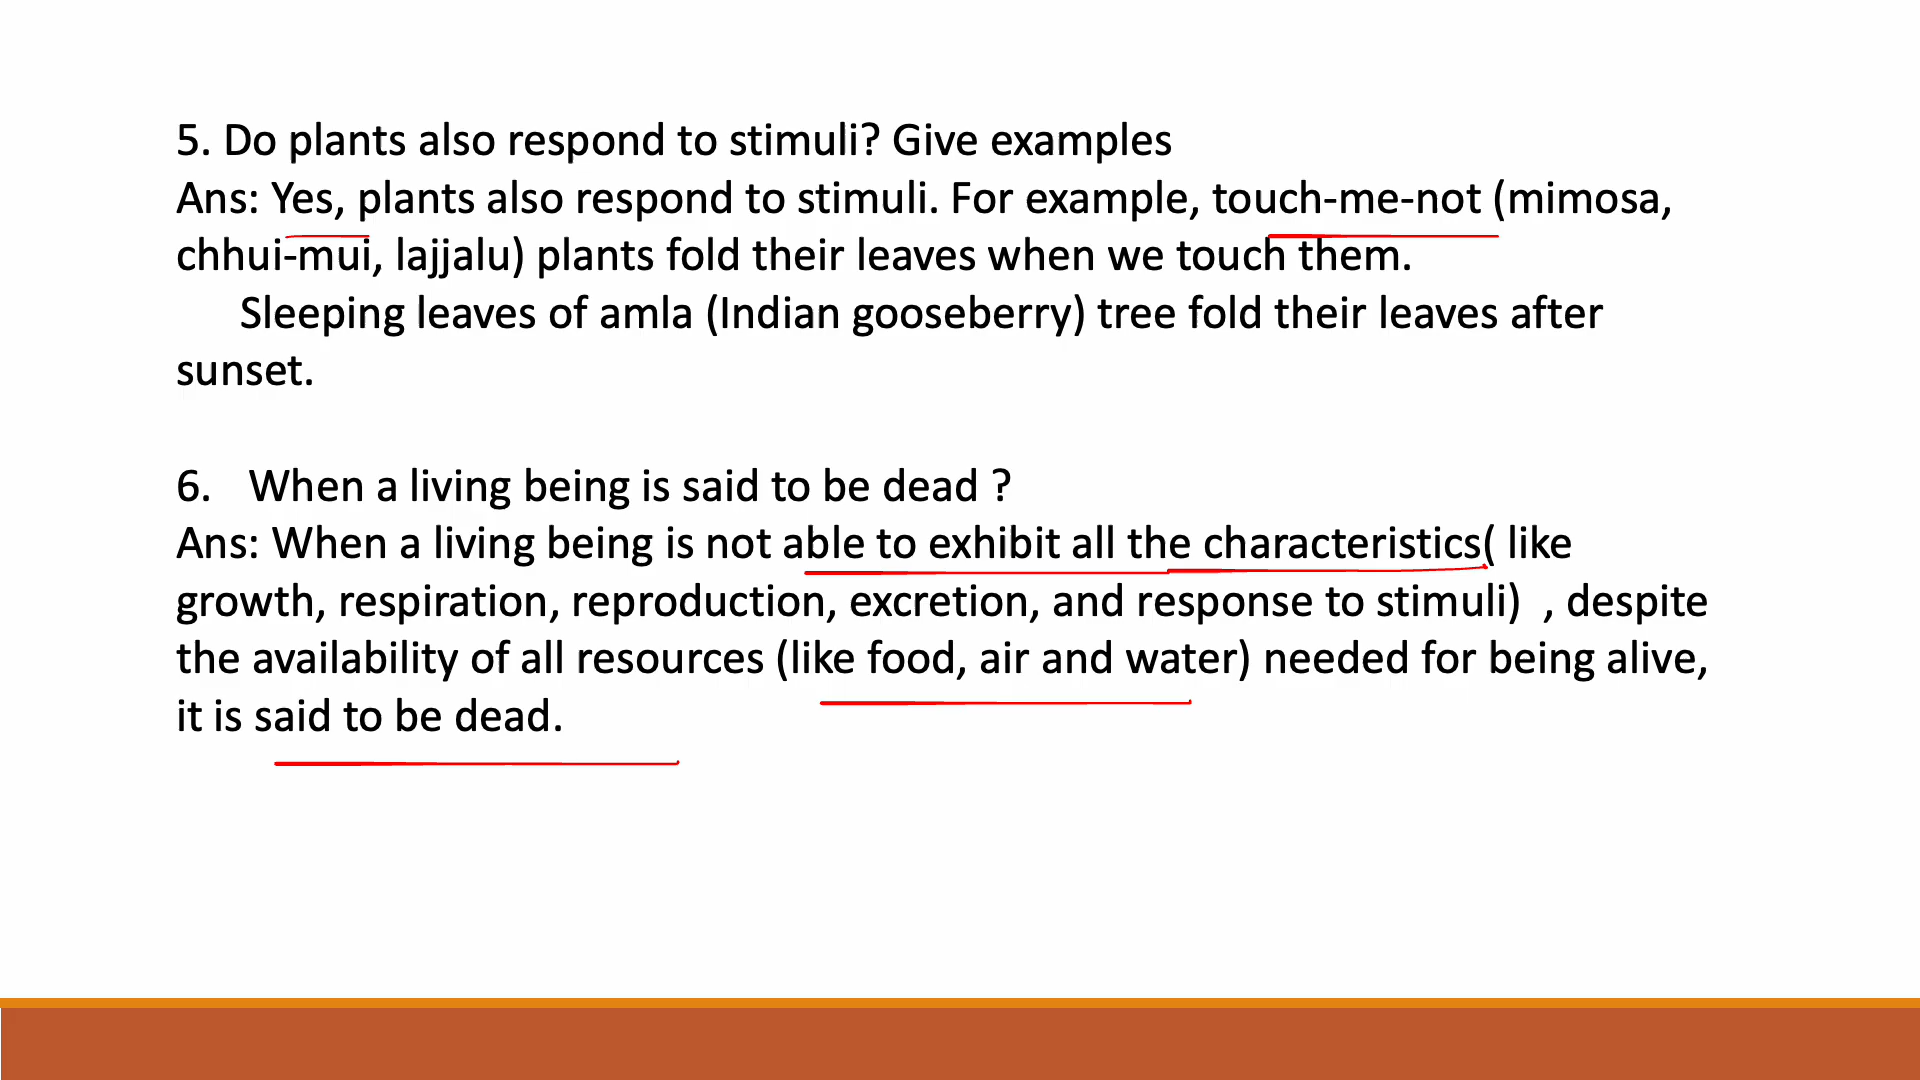 5. Do plants also respond to stimuli? Give examples
Ans: Yes, plants also respond to stimuli. For example, touch-me-not (mimosa,
chhui-mui, lajjalu) plants fold their leaves when we touch them.
Sleeping leaves of amla (Indian gooseberry) tree fold their leaves after
sunset.
6. When a living being is said to be dead ?
Ans: When a living being is not able to exhibit all the characteristics( like
growth, respiration, reproduction, excretion, and response to stimuli) , despite
the availability of all resources (like food, air and water) needed for being alive,
it is said to be dead.